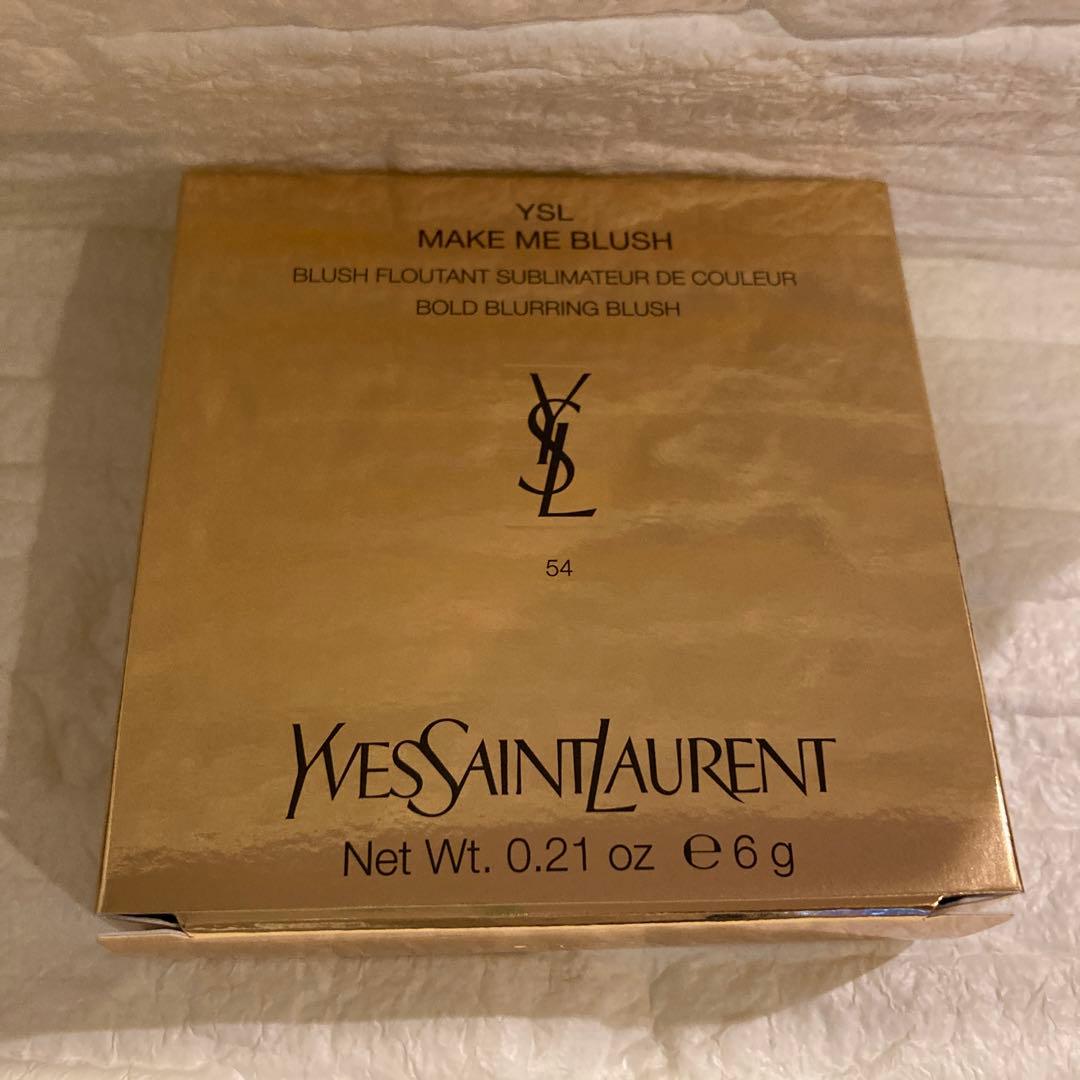 YSL
MAKE ME BLUSH
BLUSH FLOUTANT SUBLIMATEUR DE COULEUR
BOLD BLURRING BLUSH
YSL
54
YVESSAINTLAURENT
Net Wt. 0.21 oz ℮ 6 g